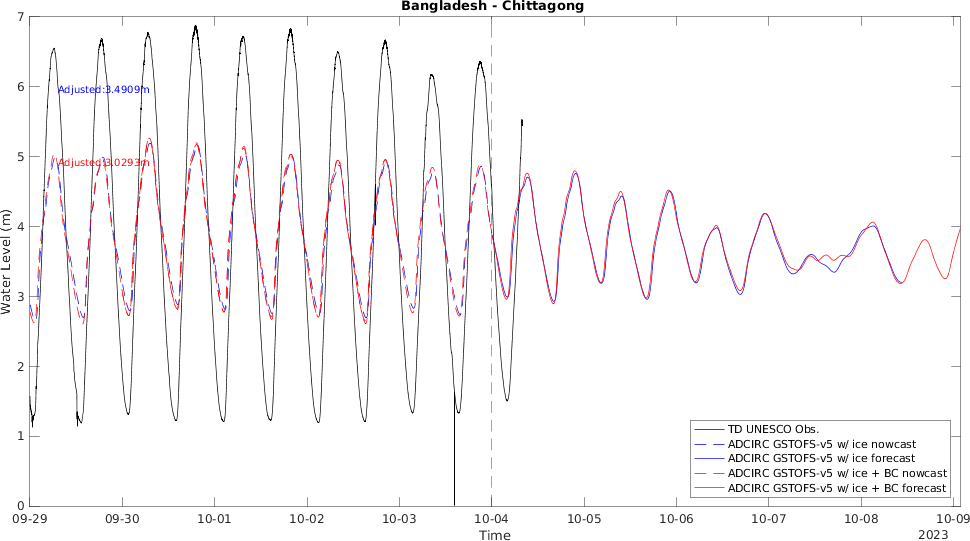 Bangladesh - Chittagong
Water Level (m)
7
6
5
4
3
2
1
0
Adjusted:3.4909m
Adjusted:3.0293m
TD UNESCO Obs.
ADCIRC GSTOFS-v5 w/ ice nowcast
ADCIRC GSTOFS-v5 w/ ice forecast
ADCIRC GSTOFS-v5 w/ ice + BC nowcast
ADCIRC GSTOFS-v5 w/ ice + BC forecast
09-29 09-30 10-01 10-02 10-03 10-04 10-05 10-06 10-07 10-08 10-09
Time
2023